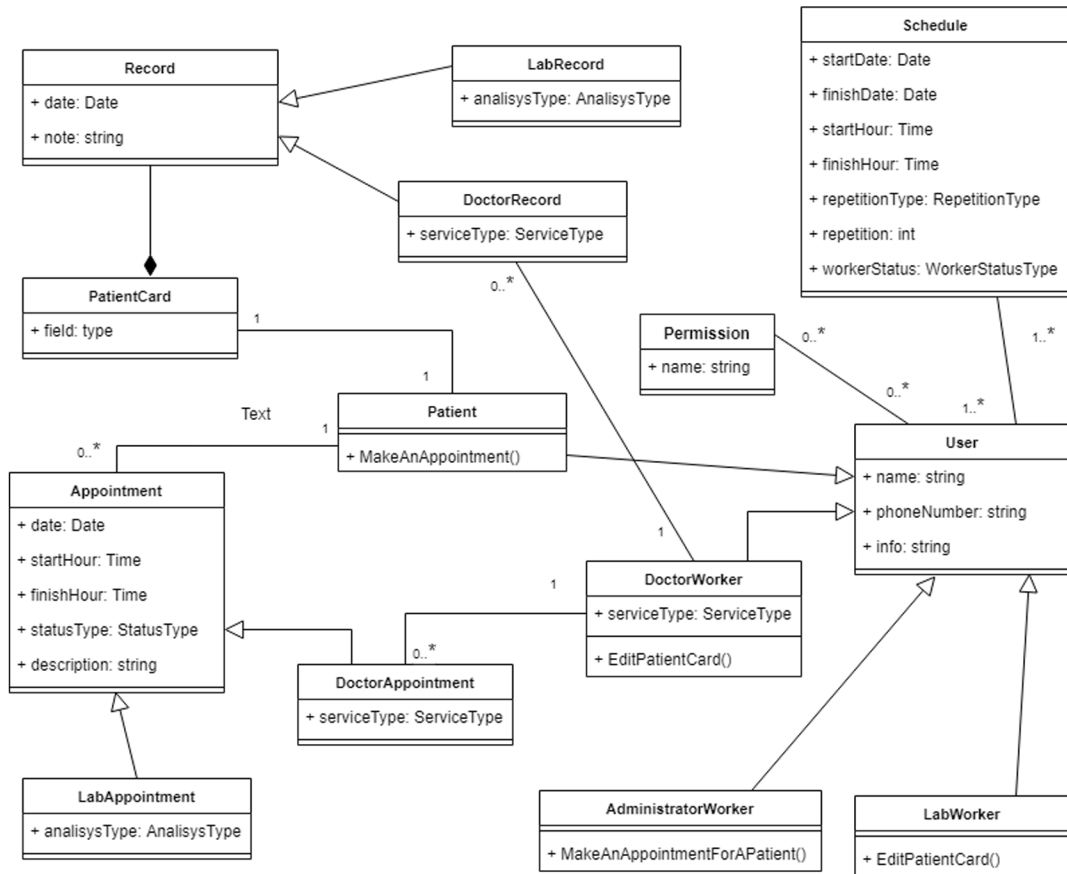 Schedule
+ startDate: Date
+ finishDate: Date
+ startHour: Time
+ finishHour: Time
+ repetitionType: RepetitionType
+ repetition: int
+ workerStatus: WorkerStatusType
Record
+ date: Date
+ note: string
LabRecord
+ analisysType: AnalisysType
DoctorRecord
+ serviceType: ServiceType
0..*
PatientCard
+ field: type
1
1
Permission
+ name: string
0..*
0..*
1..*
1..*
Text
Patient
+ MakeAnAppointment()
1
0..*
User
+ name: string
+ phoneNumber: string
+ info: string
Appointment
+ date: Date
+ startHour: Time
+ finishHour: Time
+ statusType: StatusType
+ description: string
1
DoctorWorker
+ serviceType: ServiceType
+ EditPatientCard()
1
0..*
DoctorAppointment
+ serviceType: ServiceType
LabAppointment
+ analisysType: AnalisysType
AdministratorWorker
+ MakeAnAppointmentForAPatient()
LabWorker
+ EditPatientCard()